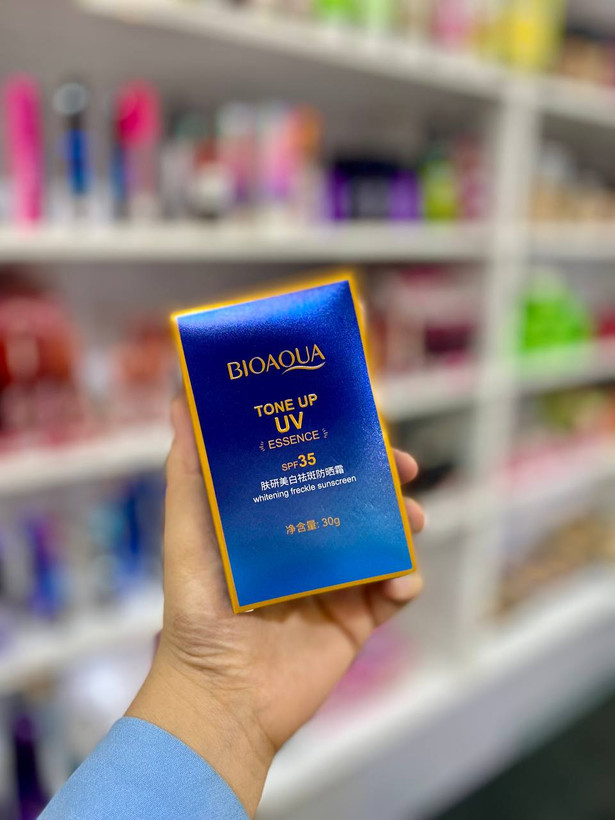 BIOAQUA
TONE UP
UV
ESSENCE
SPF35
肤研美白祛斑防晒霜
whitening freckle sunscreen
净含量: 30g